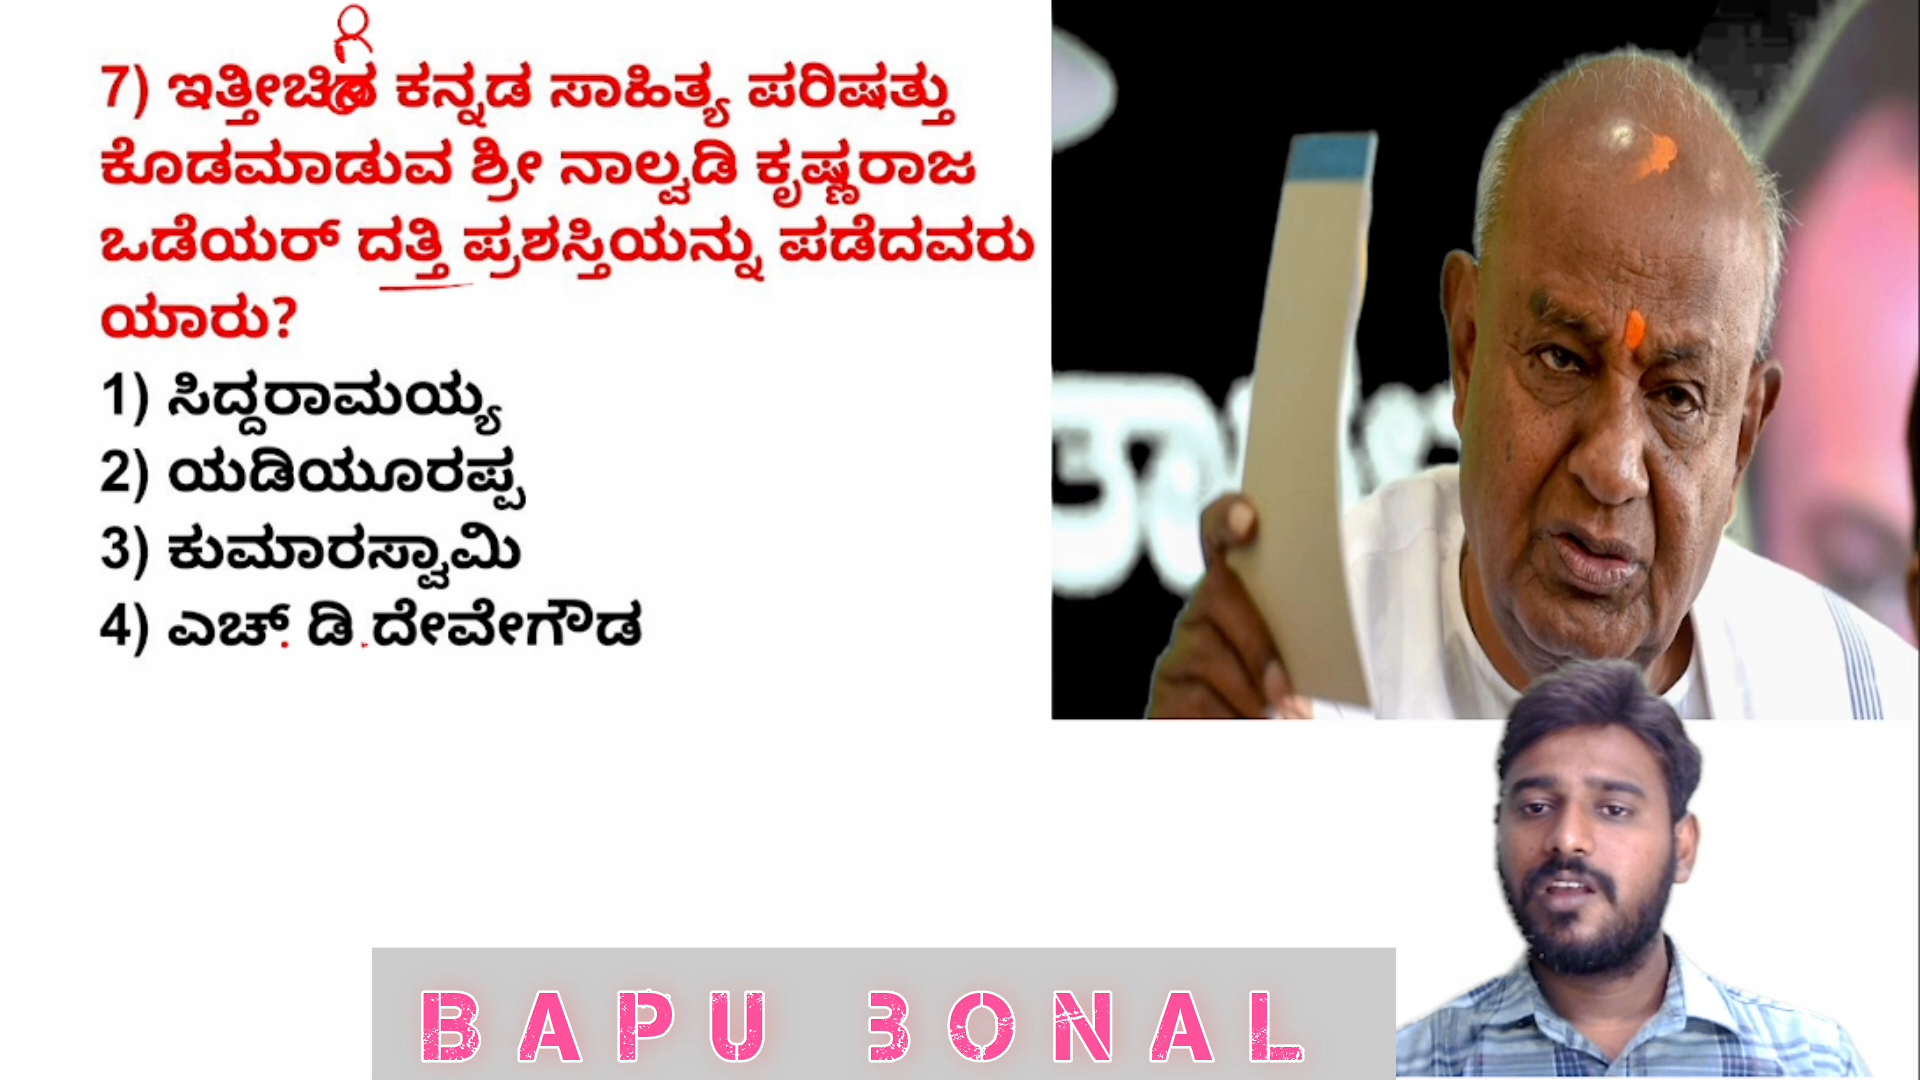 7) ಇತ್ತೀಚಿಗೆ ಕನ್ನಡ ಸಾಹಿತ್ಯ ಪರಿಷತ್ತು
ಕೊಡಮಾಡುವ ಶ್ರೀ ನಾಲ್ವಡಿ ಕೃಷ್ಣರಾಜ
ಒಡೆಯರ್ ದತ್ತಿ ಪ್ರಶಸ್ತಿಯನ್ನು ಪಡೆದವರು
ಯಾರು?
1) ಸಿದ್ದರಾಮಯ್ಯ
2) ಯಡಿಯೂರಪ್ಪ
3) ಕುಮಾರಸ್ವಾಮಿ
4) ಎಚ್. ಡಿ.ದೇವೇಗೌಡ
BAPU BONAL